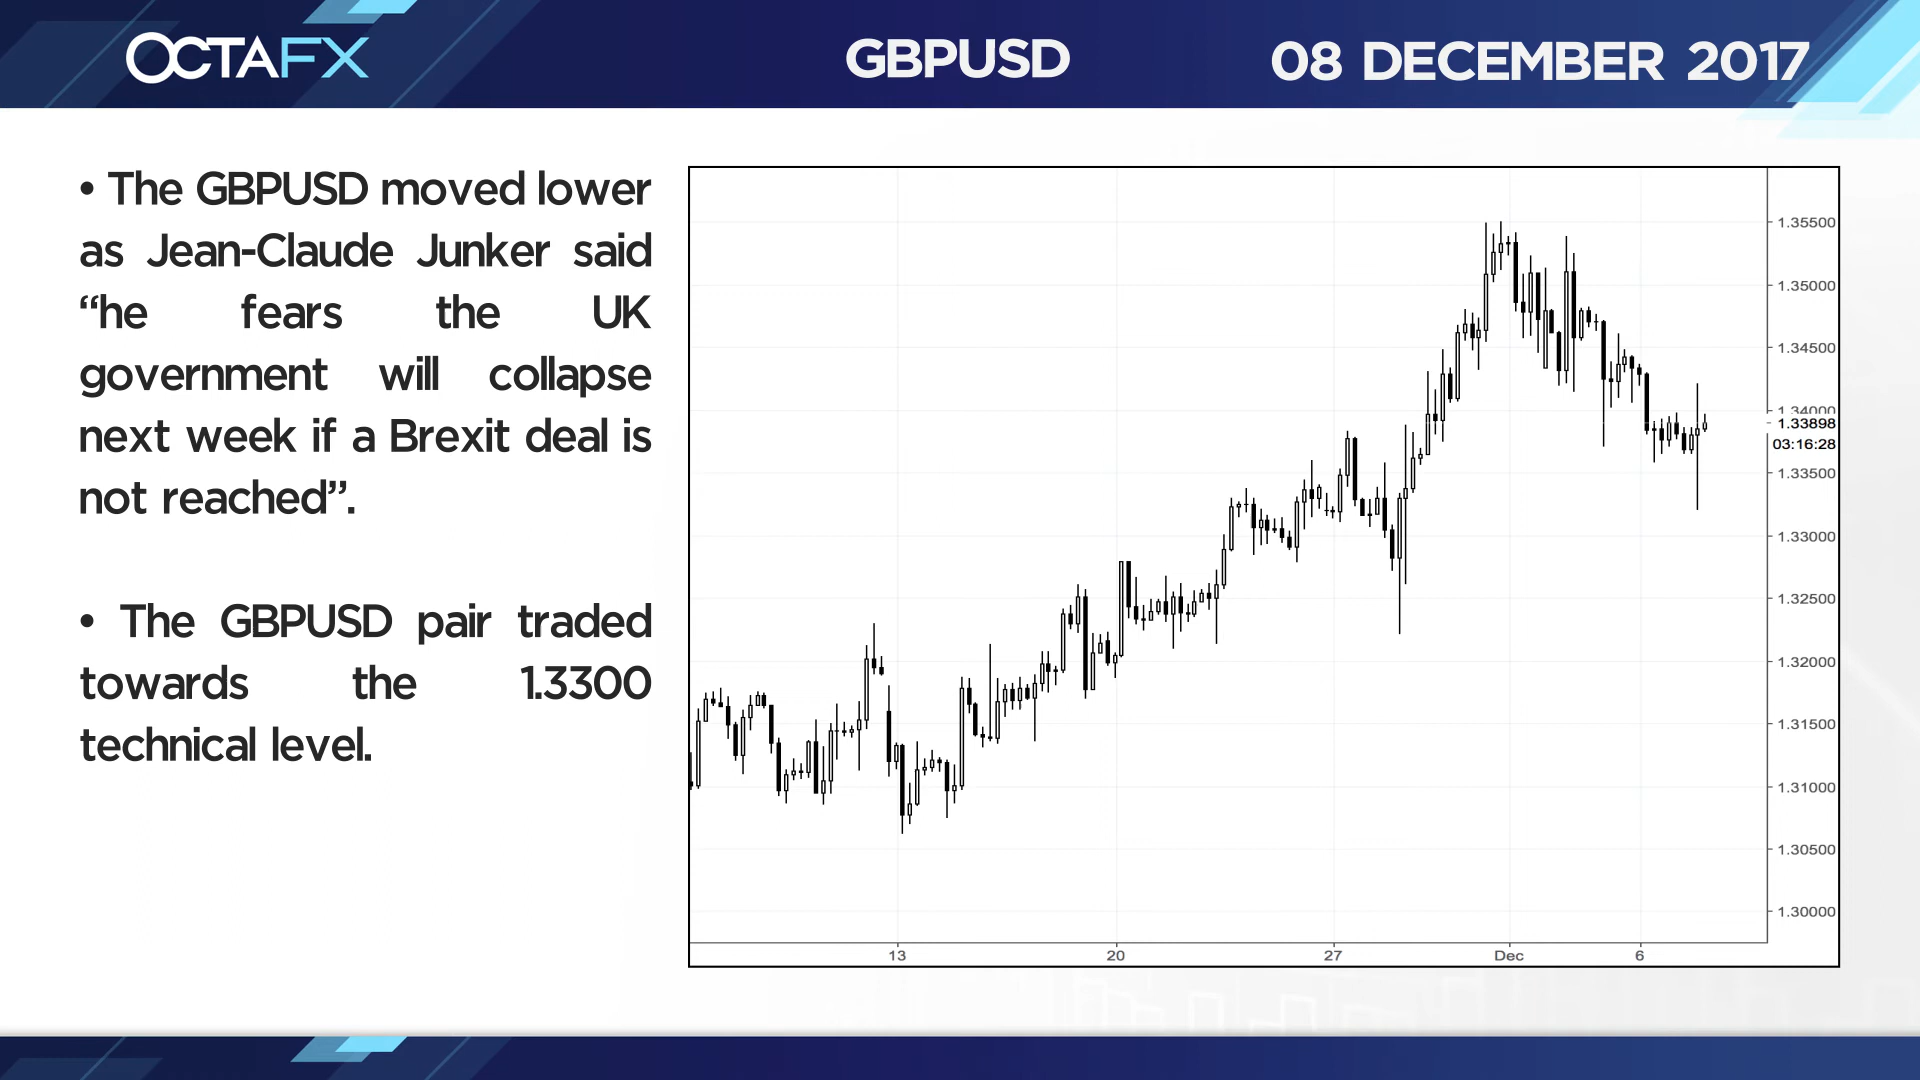 OCTAFX
GBPUSD
08 DECEMBER 2017
• The GBPUSD moved lower
as Jean-Claude Junker said
“he fears the UK
government will collapse
next week if a Brexit deal is
not reached”.
• The GBPUSD pair traded
towards the 1.3300
technical level.
1.35500
1.35000
1.34500
1.34000
1.33898
03:16:28
1.33500
1.33000
1.32500
1.32000
1.31500
1.31000
1.30500
1.30000
13 20 27 Dec 6